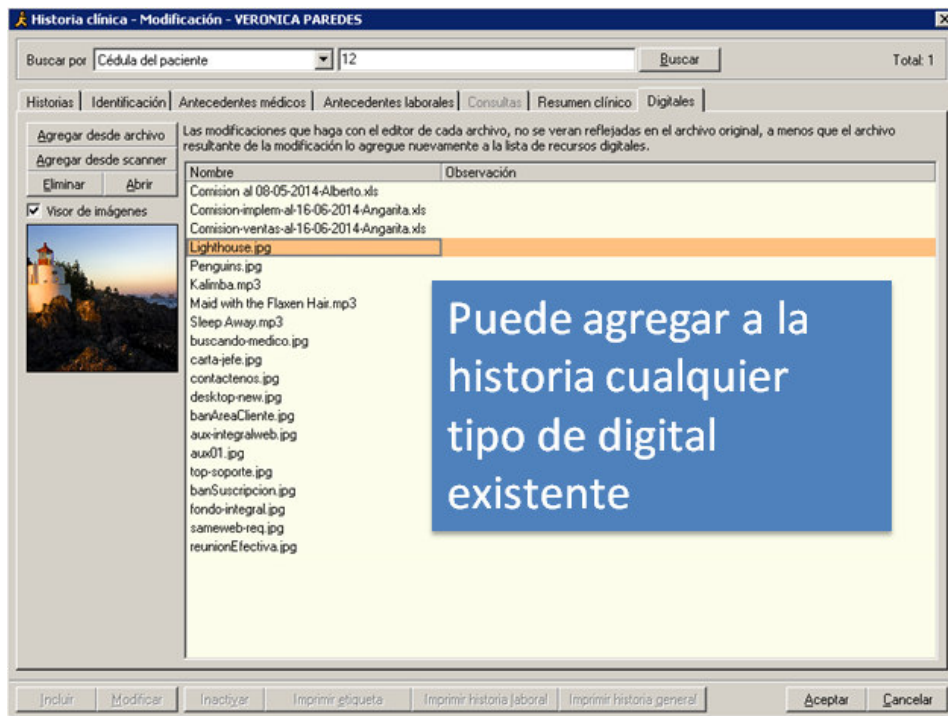 Historia clínica - Modificación - VERONICA PAREDES
Buscar por Cédula del paciente 12 Buscar Total: 1
Historias Identificación Antecedentes médicos Antecedentes laborales Consultas Resumen clínico Digitales
Agregar desde archivo
Agregar desde scanner
Eliminar Abrir
Visor de imágenes
Las modificaciones que haga con el editor de cada archivo, no se veran reflejadas en el archivo original, a menos que el archivo
resultante de la modificación lo agregue nuevamente a la lista de recursos digitales.
Nombre Observación
Comision al 08-05-2014-Alberto.xls
Comision-implem-al-16-06-2014-Angarita.xls
Comision-ventas-al-16-06-2014-Angarita.xls
Lighthouse.jpg
Penguins.jpg
Kalimba.mp3
Maid with the Flaxen Hair.mp3
Sleep Away.mp3
buscando-medico.jpg
carta-jefe.jpg
contactenos.jpg
desktop-new.jpg
banAreaCliente.jpg
aux-integralweb.jpg
aux01.jpg
top-soporte.jpg
banSuscripcion.jpg
fondo-integral.jpg
sameweb-req.jpg
reunionEfectiva.jpg
Puede agregar a la
historia cualquier
tipo de digital
existente
Incluir Modificar Inactivar Imprimir etiqueta Imprimir historia laboral Imprimir historia general Aceptar Cancelar